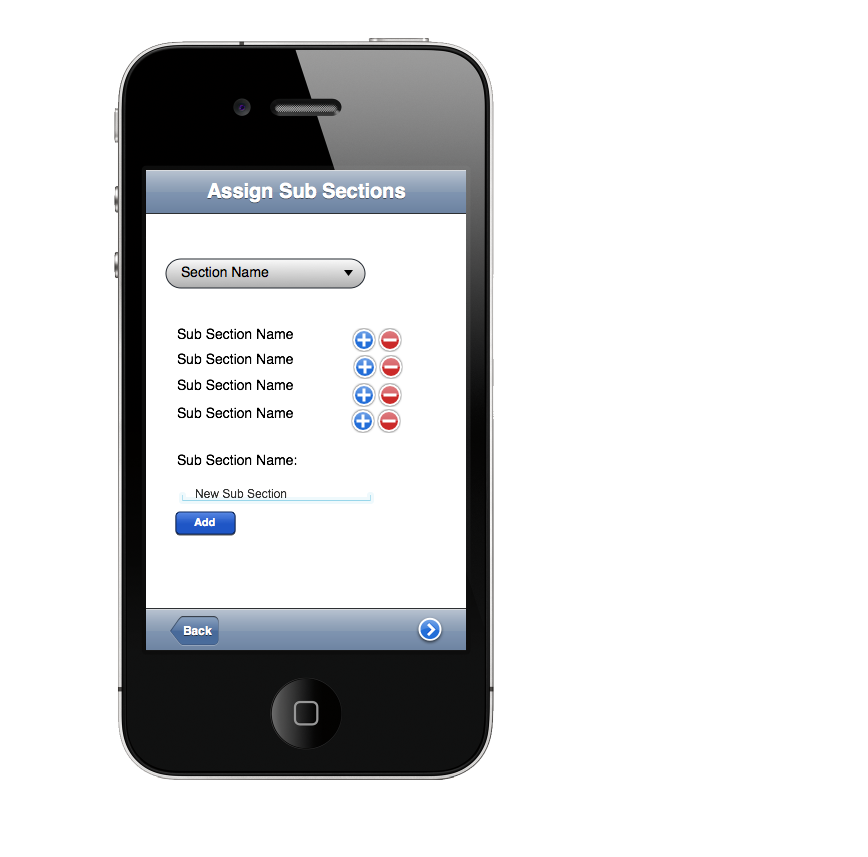 Assign Sub Sections
Section Name
Sub Section Name
Sub Section Name
Sub Section Name
Sub Section Name
Sub Section Name:
New Sub Section
Add
Back